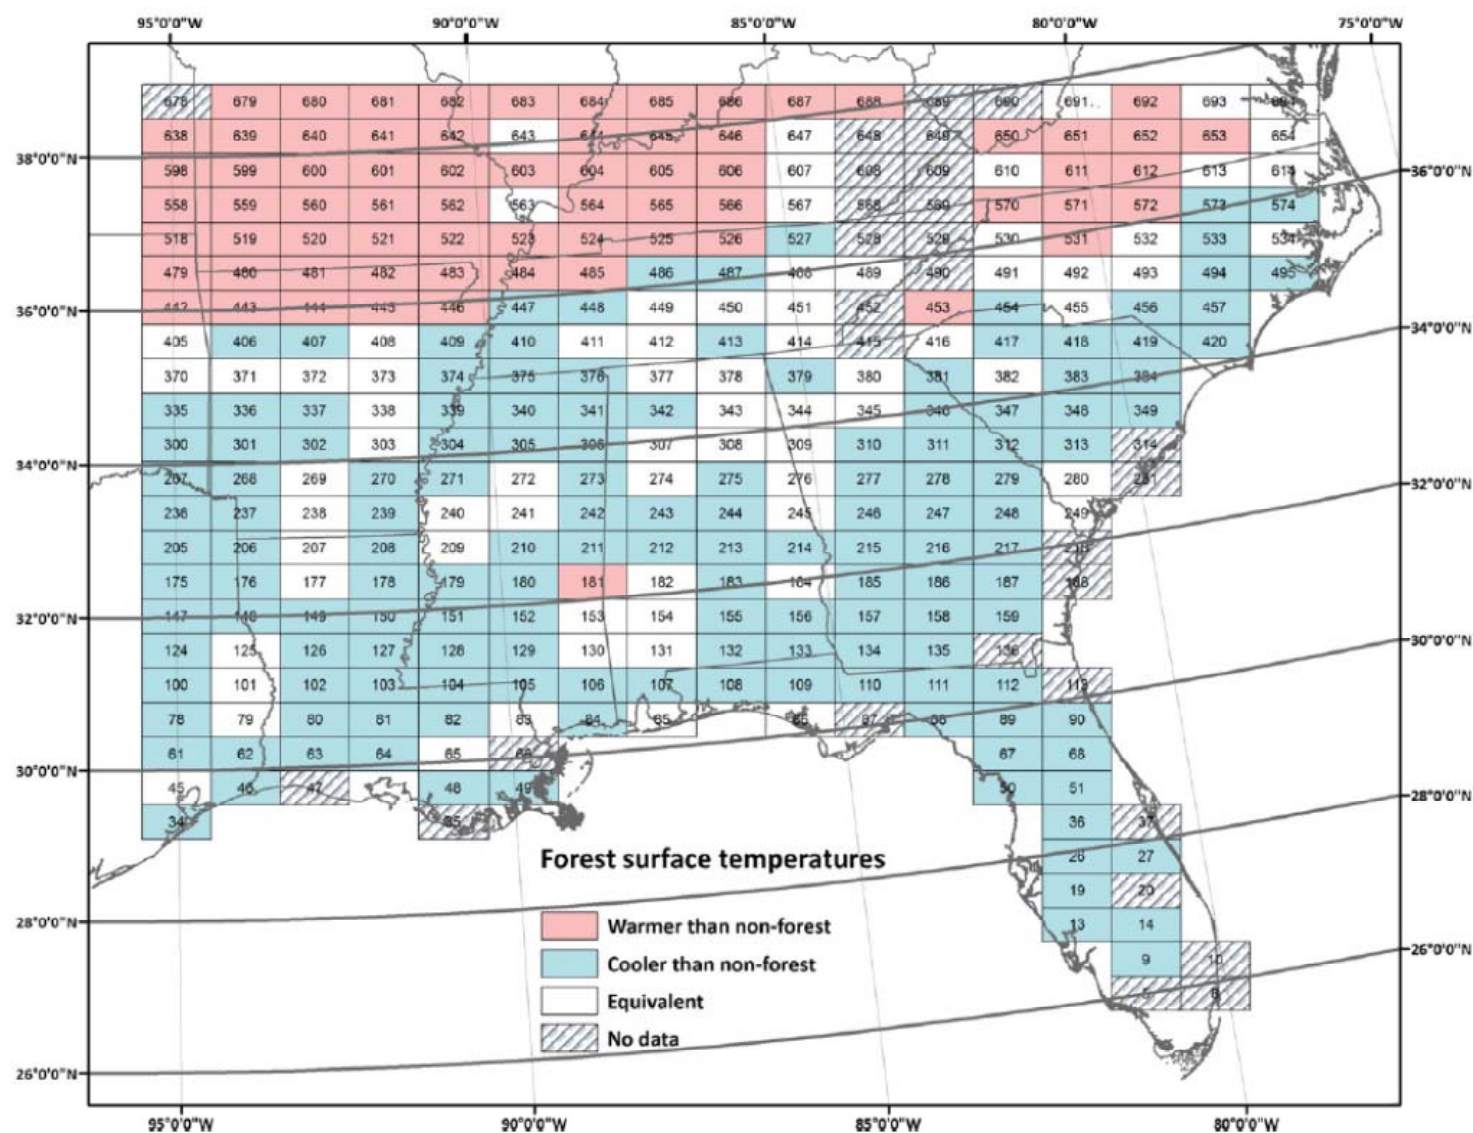 95°0'0"W 90°0'0"W 85°0'0"W 80°0'0"W 75°0'0"W
678 679 680 681 682 683 684 685 686 687 688 689 690 691 692 693 694
638 639 640 641 642 643 644 645 646 647 648 649 650 651 652 653 654
38°0'0"N 598 599 600 601 602 603 604 605 606 607 608 609 610 611 612 613 614 36°0'0"N
558 559 560 561 562 563 564 565 566 567 568 569 570 571 572 573 574
518 519 520 521 522 523 524 525 526 527 528 529 530 531 532 533 534
479 480 481 482 483 484 485 486 487 488 489 490 491 492 493 494 495
36°0'0"N 442 443 444 445 446 447 448 449 450 451 452 453 454 455 456 457 34°0'0"N
405 406 407 408 409 410 411 412 413 414 415 416 417 418 419 420
370 371 372 373 374 375 376 377 378 379 380 381 382 383 384
335 336 337 338 339 340 341 342 343 344 345 346 347 348 349
300 301 302 303 304 305 306 307 308 309 310 311 312 313 314
34°0'0"N 267 268 269 270 271 272 273 274 275 276 277 278 279 280 281 32°0'0"N
236 237 238 239 240 241 242 243 244 245 246 247 248 249
205 206 207 208 209 210 211 212 213 214 215 216 217 218
175 176 177 178 179 180 181 182 183 184 185 186 187 188
32°0'0"N 147 148 149 150 151 152 153 154 155 156 157 158 159 30°0'0"N
124 125 126 127 128 129 130 131 132 133 134 135 136
100 101 102 103 104 105 106 107 108 109 110 111 112 113
78 79 80 81 82 83 84 85 86 87 88 89 90
61 62 63 64 65 66 67 68
30°0'0"N 45 46 47 48 49 50 51 28°0'0"N
34 35 36 37
Forest surface temperatures 26 27
19 20
28°0'0"N Warmer than non-forest 13 14
Cooler than non-forest 9 10 26°0'0"N
Equivalent 5 6
No data
26°0'0"N
95°0'0"W 90°0'0"W 85°0'0"W 80°0'0"W